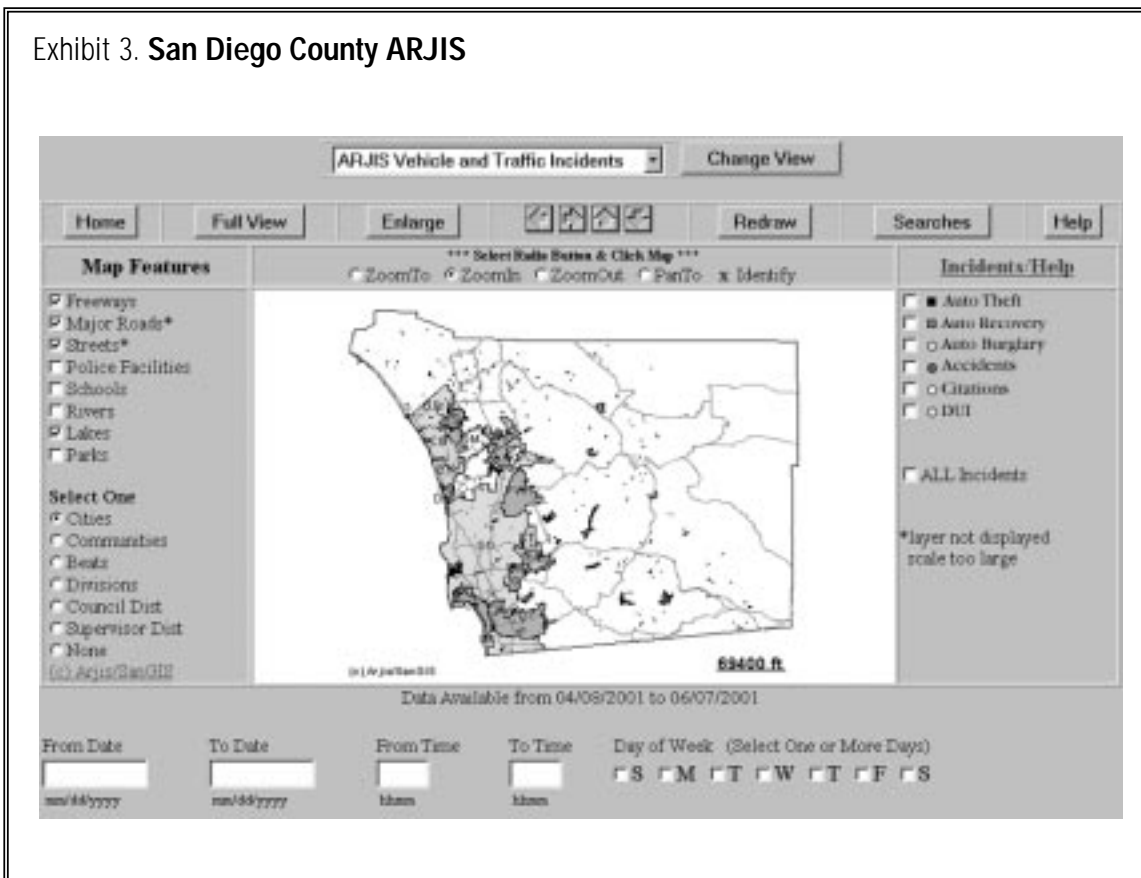 Exhibit 3. San Diego County ARJIS
ARJIS Vehicle and Traffic Incidents
Change View
Home
Full View
Enlarge
Redraw
Searches
Help
Map Features
*** Select Radio Button & Click Map ***
ZoomTo ZoomIn ZoomOut PanTo Identify
Incidents/Help
Freeways
Major Roads*
Streets*
Police Facilities
Schools
Rivers
Lakes
Parks
Select One
Cities
Communities
Beats
Divisions
Council Dist
Supervisor Dist
None
(c) Arjis/SanGIS
(c) Arjis/SanGIS
69400 ft
Auto Theft
Auto Recovery
Auto Burglary
Accidents
Citations
DUI
ALL Incidents
*layer not displayed
scale too large
Data Available from 04/08/2001 to 06/07/2001
From Date
To Date
From Time
To Time
Day of Week (Select One or More Days)
S M T W T F S
mm/dd/yyyy
mm/dd/yyyy
hhmm
hhmm